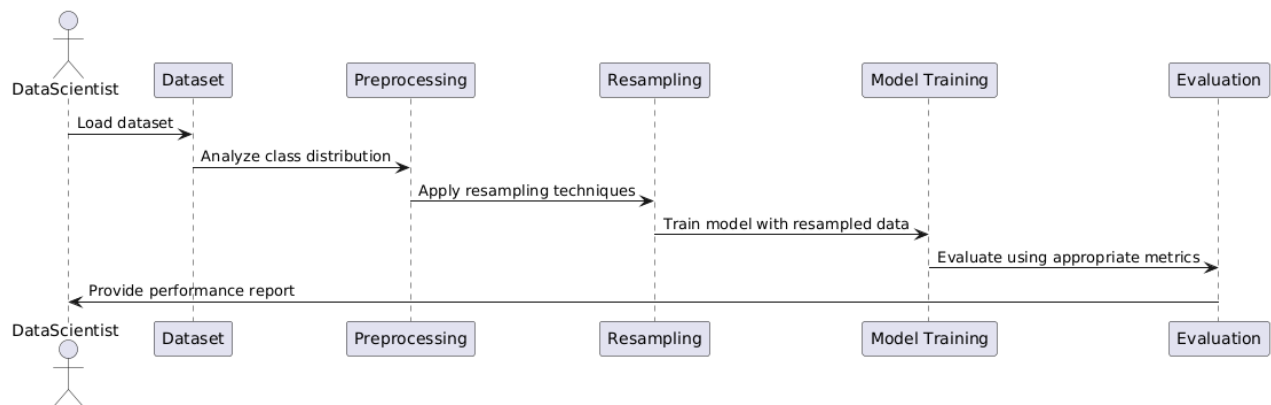 DataScientist
Dataset
Preprocessing
Resampling
Model Training
Evaluation
Load dataset
Analyze class distribution
Apply resampling techniques
Train model with resampled data
Evaluate using appropriate metrics
Provide performance report
DataScientist
Dataset
Preprocessing
Resampling
Model Training
Evaluation